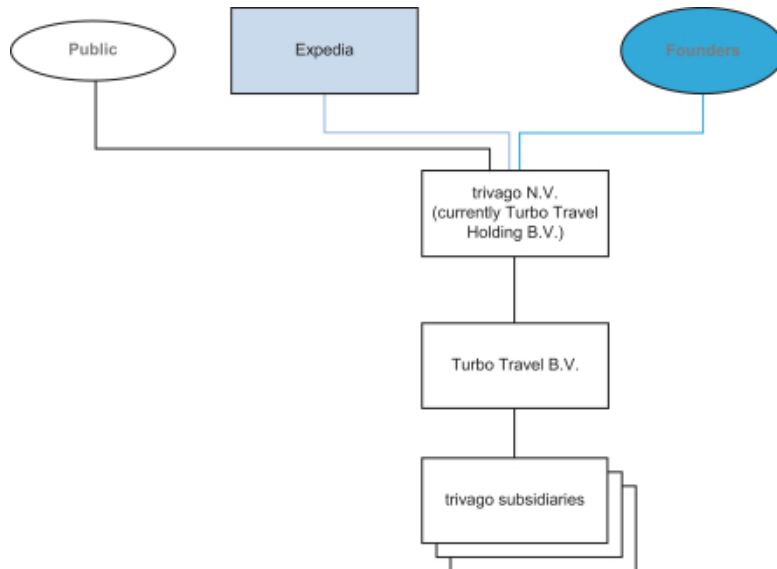 Public
Expedia
Founders
trivago N.V.
(currently Turbo Travel
Holding B.V.)
Turbo Travel B.V.
trivago subsidiaries